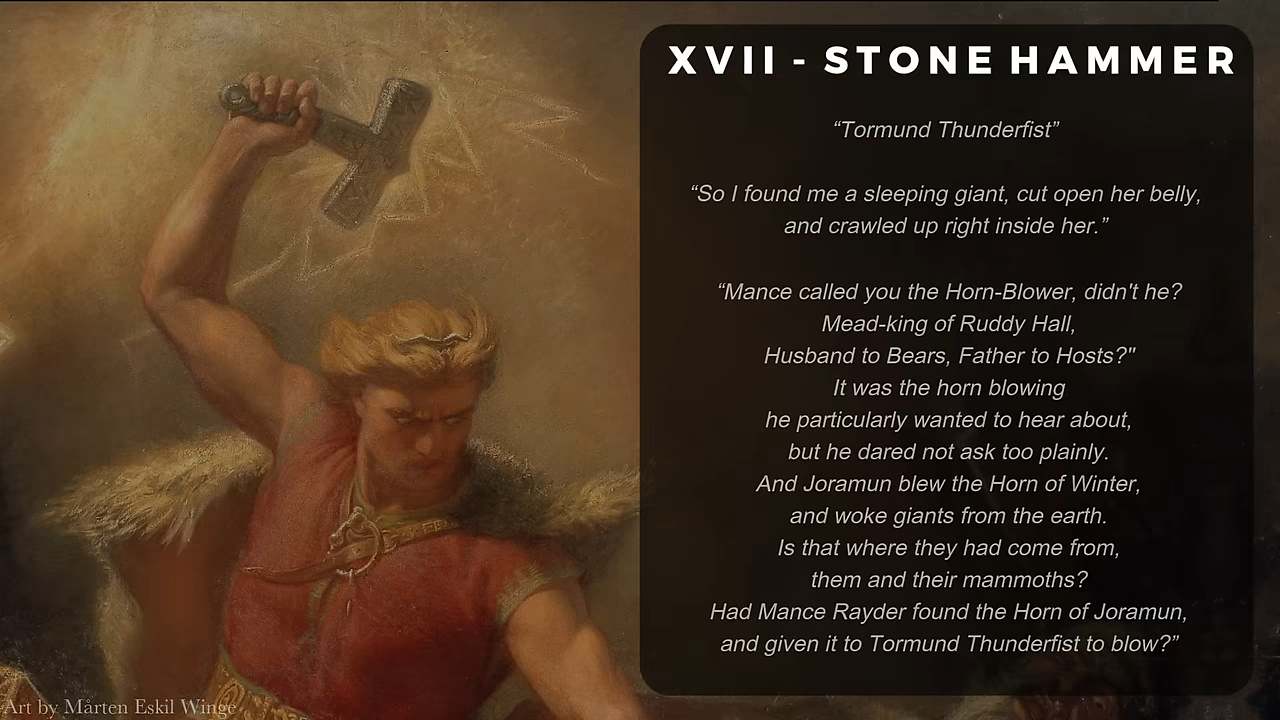 XVII - STONE HAMMER
“Tormund Thunderfist”
“So I found me a sleeping giant, cut open her belly,
and crawled up right inside her.”
“Mance called you the Horn-Blower, didn't he?
Mead-king of Ruddy Hall,
Husband to Bears, Father to Hosts?"
It was the horn blowing
he particularly wanted to hear about,
but he dared not ask too plainly.
And Joramun blew the Horn of Winter,
and woke giants from the earth.
Is that where they had come from,
them and their mammoths?
Had Mance Rayder found the Horn of Joramun,
and given it to Tormund Thunderfist to blow?”
Art by Mårten Eskil Winge